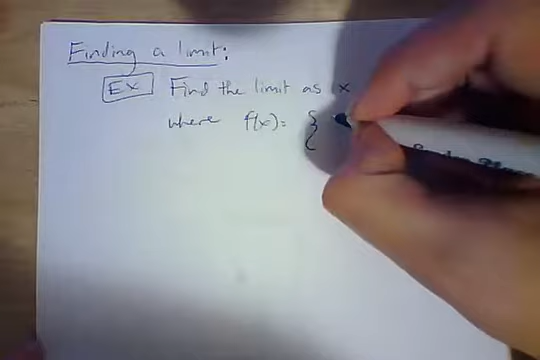 Finding a limit:
Ex Find the limit as x
where f(x)= {